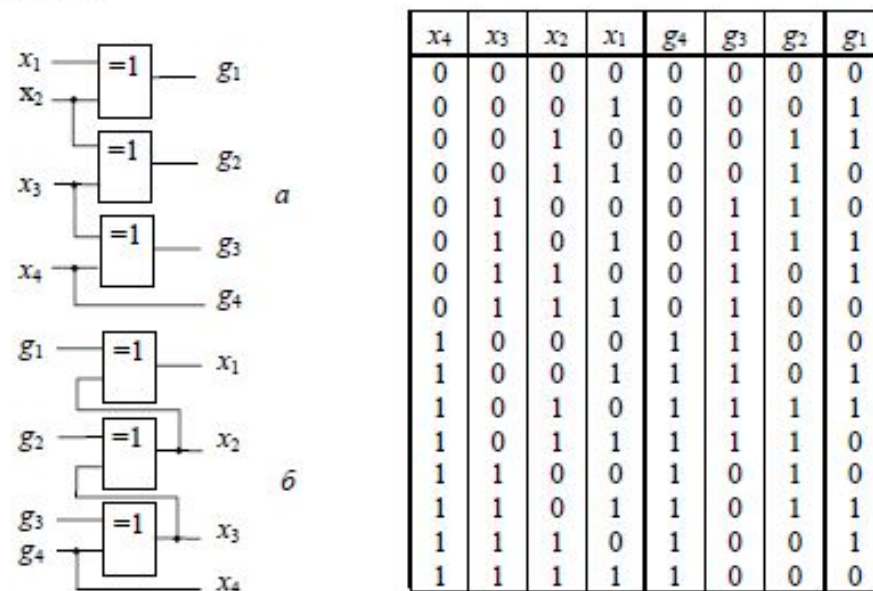 x1 =1 g1
x2
=1 g2
x3
а
=1 g3
x4
g4
g1 =1 x1
g2 =1 x2
б
g3 =1 x3
g4
x4
x4 x3 x2 x1 g4 g3 g2 g1
0 0 0 0 0 0 0 0
0 0 0 1 0 0 0 1
0 0 1 0 0 0 1 1
0 0 1 1 0 0 1 0
0 1 0 0 0 1 1 0
0 1 0 1 0 1 1 1
0 1 1 0 0 1 0 1
0 1 1 1 0 1 0 0
1 0 0 0 1 1 0 0
1 0 0 1 1 1 0 1
1 0 1 0 1 1 1 1
1 0 1 1 1 1 1 0
1 1 0 0 1 0 1 0
1 1 0 1 1 0 1 1
1 1 1 0 1 0 0 1
1 1 1 1 1 0 0 0